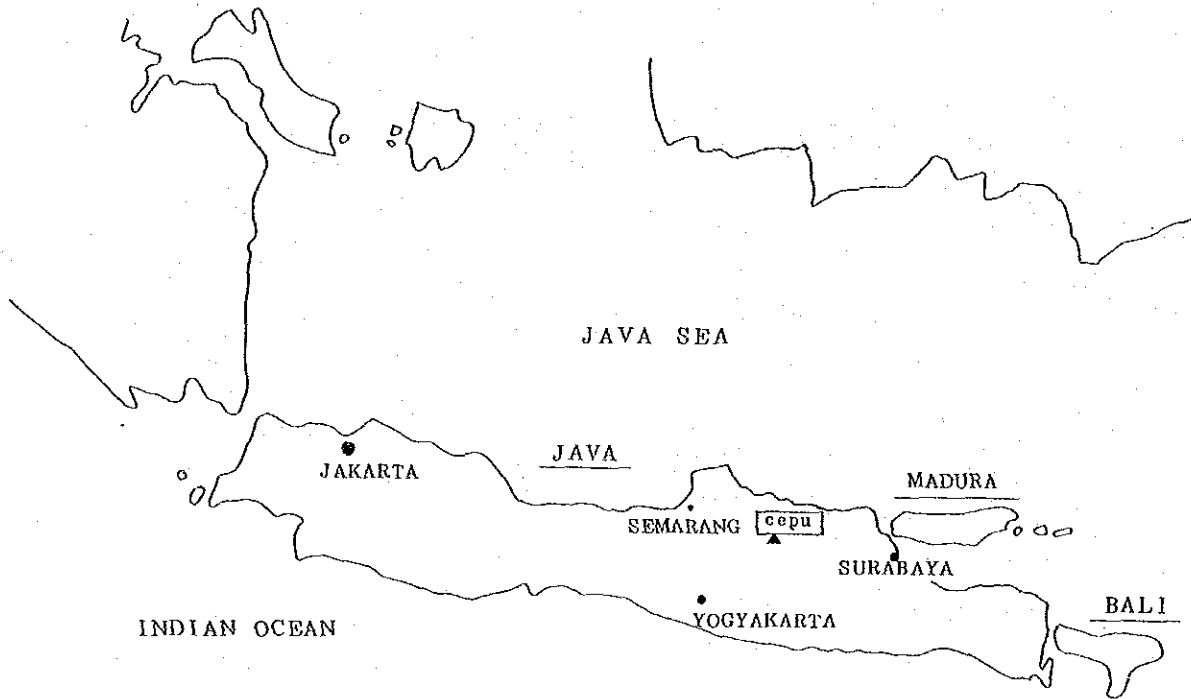 JAVA SEA
JAVA
JAKARTA
MADURA
SEMARANG
cepu
SURABAYA
YOGYAKARTA
BALI
INDIAN OCEAN